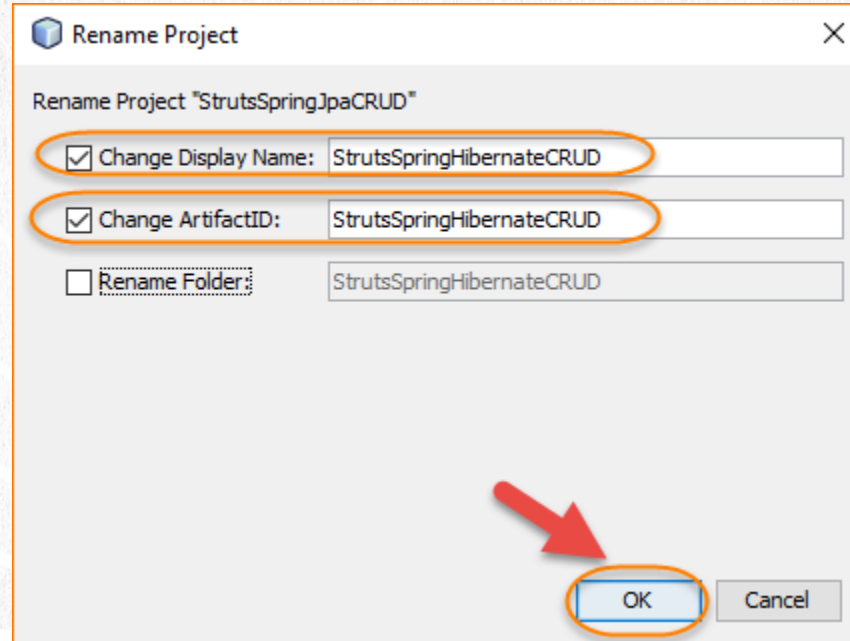 Rename Project
Rename Project "StrutsSpringJpaCRUD"
Change Display Name: StrutsSpringHibernateCRUD
Change ArtifactID: StrutsSpringHibernateCRUD
Rename Folder: StrutsSpringHibernateCRUD
OK Cancel